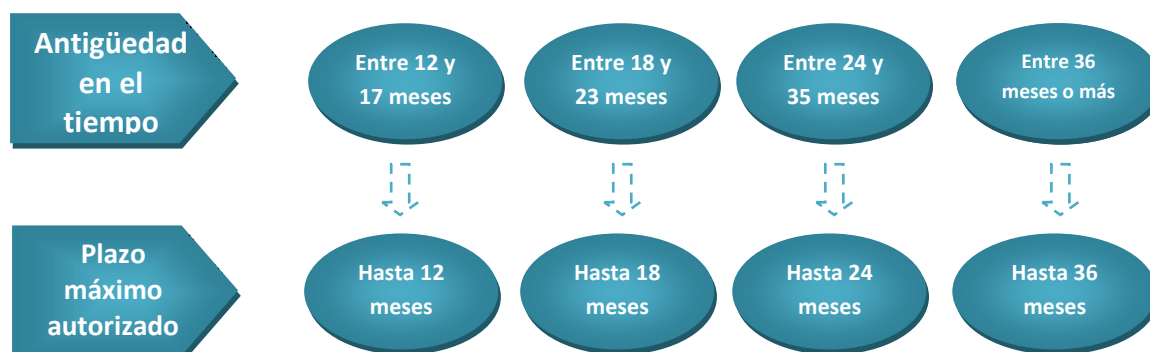 Antigüedad
en el
tiempo
Entre 12 y
17 meses
Entre 18 y
23 meses
Entre 24 y
35 meses
Entre 36
meses o más
Plazo
máximo
autorizado
Hasta 12
meses
Hasta 18
meses
Hasta 24
meses
Hasta 36
meses